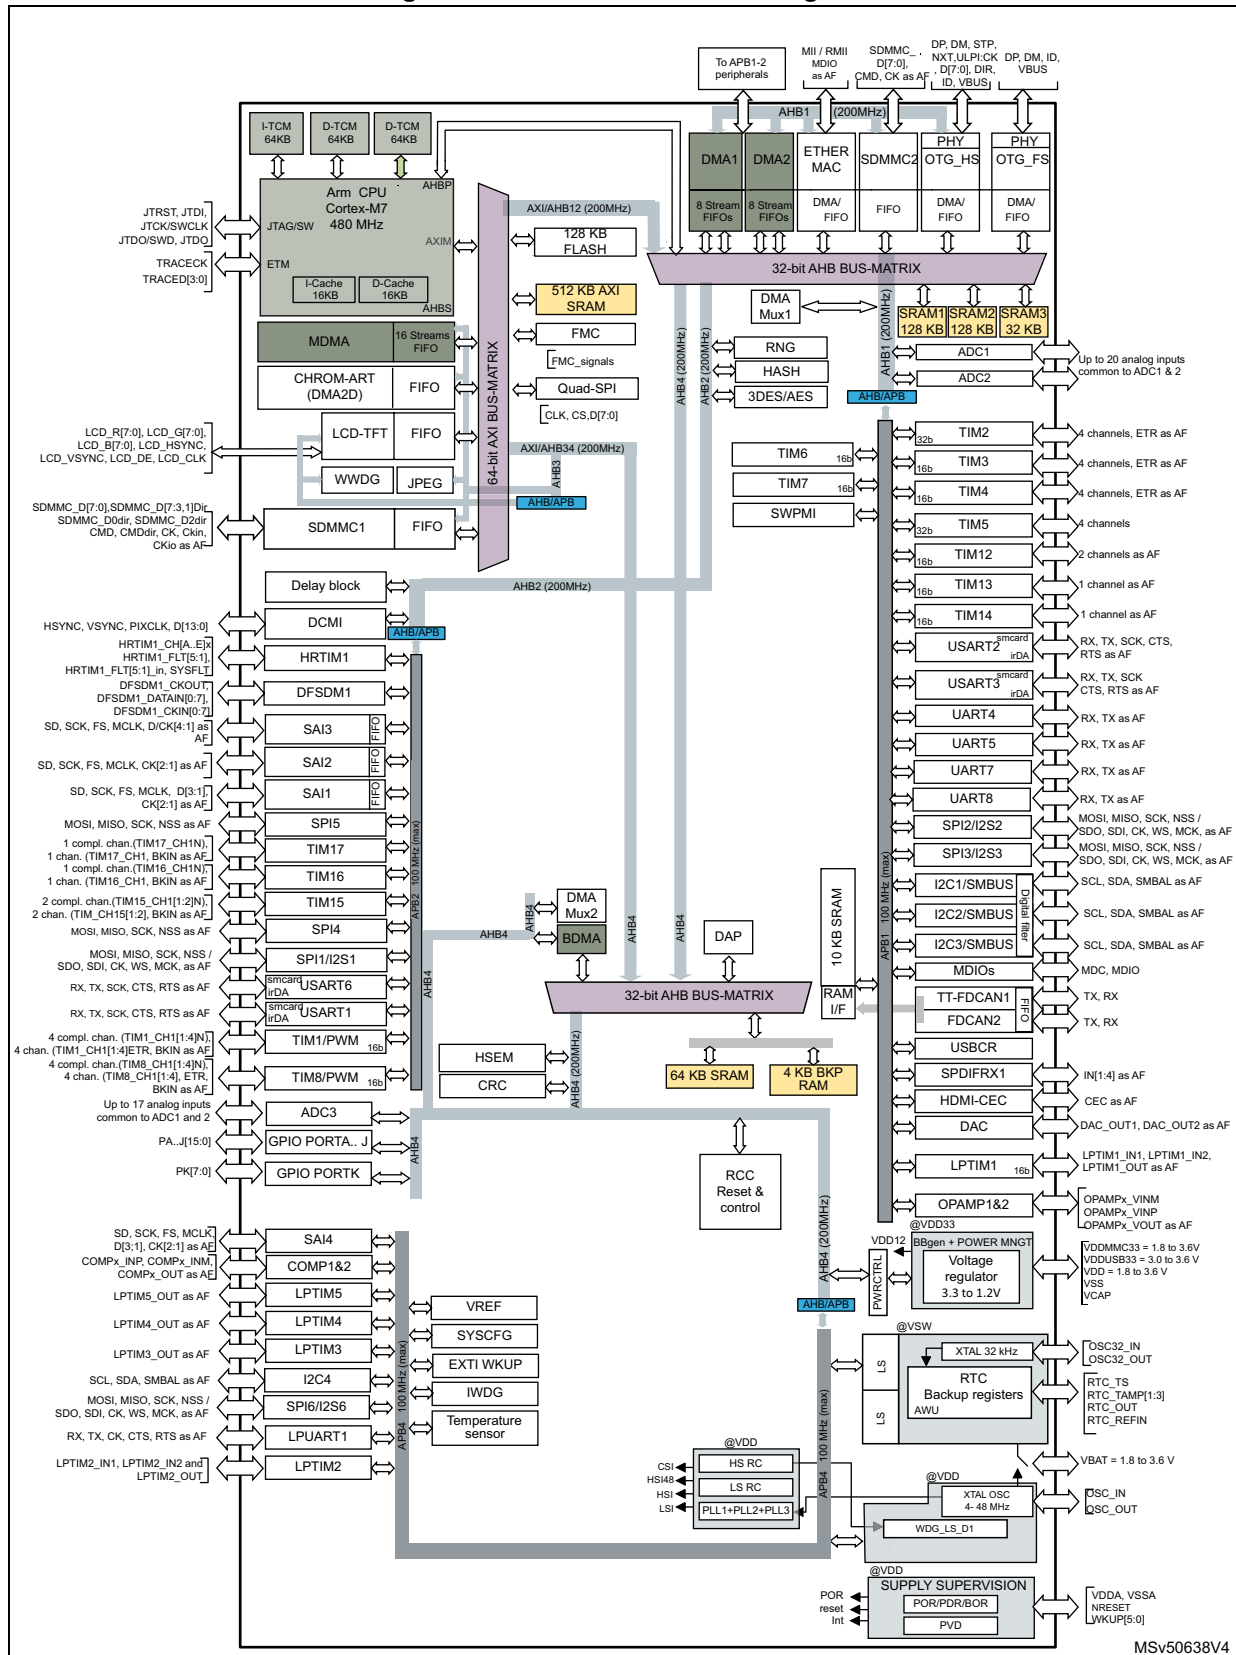 To APB1-2
peripherals
MII / RMII
MDIO
as AF
SDMMC_
D[7:0],
CMD, CK as AF
DP, DM, STP,
NXT,ULPI:CK
, D[7:0], DIR,
ID, VBUS
DP, DM, ID,
VBUS
I-TCM
64KB
D-TCM
64KB
D-TCM
64KB
AHB1 (200MHz)
DMA1
DMA2
ETHER
MAC
SDMMC2
PHY
OTG_HS
PHY
OTG_FS
8 Stream
FIFOs
8 Stream
FIFOs
DMA/
FIFO
FIFO
DMA/
FIFO
DMA/
FIFO
AHBP
Arm CPU
Cortex-M7
480 MHz
JTAG/SW
AXIM
ETM
I-Cache
16KB
D-Cache
16KB
AHBS
JTRST, JTDI,
JTCK/SWCLK
JTDO/SWD, JTDO
TRACECK
TRACED[3:0]
AXI/AHB12 (200MHz)
128 KB
FLASH
512 KB AXI
SRAM
FMC
FMC_signals
Quad-SPI
CLK, CS,D[7:0]
64-bit AXI BUS-MATRIX
32-bit AHB BUS-MATRIX
DMA
Mux1
SRAM1
128 KB
SRAM2
128 KB
SRAM3
32 KB
MDMA
16 Streams
FIFO
CHROM-ART
(DMA2D)
FIFO
LCD-TFT
FIFO
WWDG
JPEG
SDMMC1
FIFO
LCD_R[7:0], LCD_G[7:0],
LCD_B[7:0], LCD_HSYNC,
LCD_VSYNC, LCD_DE, LCD_CLK
SDMMC_D[7:0],SDMMC_D[7:3,1]Dir
SDMMC_D0dir, SDMMC_D2dir
CMD, CMDdir, CK, Ckin,
CKio as AF
AXI/AHB34 (200MHz)
AHB3
AHB/APB
AHB4 (200MHz)
AHB2 (200MHz)
AHB1 (200MHz)
RNG
HASH
3DES/AES
ADC1
ADC2
Up to 20 analog inputs
common to ADC1 & 2
AHB/APB
TIM6
16b
TIM7
16b
SWPMI
TIM2
32b
4 channels, ETR as AF
TIM3
16b
4 channels, ETR as AF
TIM4
16b
4 channels, ETR as AF
TIM5
32b
4 channels
TIM12
16b
2 channels as AF
TIM13
16b
1 channel as AF
TIM14
16b
1 channel as AF
USART2
smcard
irDA
RX, TX, SCK, CTS,
RTS as AF
USART3
smcard
irDA
RX, TX, SCK
CTS, RTS as AF
UART4
RX, TX as AF
UART5
RX, TX as AF
UART7
RX, TX as AF
UART8
RX, TX as AF
SPI2/I2S2
MOSI, MISO, SCK, NSS /
SDO, SDI, CK, WS, MCK, as AF
SPI3/I2S3
MOSI, MISO, SCK, NSS /
SDO, SDI, CK, WS, MCK, as AF
I2C1/SMBUS
SCL, SDA, SMBAL as AF
I2C2/SMBUS
SCL, SDA, SMBAL as AF
I2C3/SMBUS
SCL, SDA, SMBAL as AF
Digital filter
MDIOs
MDC, MDIO
TT-FDCAN1
TX, RX
FDCAN2
TX, RX
FIFO
USBCR
SPDIFRX1
IN[1:4] as AF
HDMI-CEC
CEC as AF
DAC
DAC_OUT1, DAC_OUT2 as AF
LPTIM1
16b
LPTIM1_IN1, LPTIM1_IN2,
LPTIM1_OUT as AF
OPAMP1&2
OPAMPx_VINM
OPAMPx_VINP
OPAMPx_VOUT as AF
APB1 100 MHz (max)
10 KB SRAM
RAM
I/F
Delay block
AHB2 (200MHz)
DCMI
AHB/APB
HSYNC, VSYNC, PIXCLK, D[13:0]
HRTIM1
HRTIM1_CH[A..E]x
HRTIM1_FLT[5:1],
HRTIM1_FLT[5:1]_in, SYSFLT
DFSDM1
DFSDM1_CKOUT,
DFSDM1_DATAIN[0:7],
DFSDM1_CKIN[0:7]
SAI3
FIFO
SD, SCK, FS, MCLK, D/CK[4:1] as
AF
SAI2
FIFO
SD, SCK, FS, MCLK, CK[2:1] as AF
SAI1
FIFO
SD, SCK, FS, MCLK, D[3:1],
CK[2:1] as AF
SPI5
MOSI, MISO, SCK, NSS as AF
TIM17
1 compl. chan.(TIM17_CH1N),
1 chan. (TIM17_CH1, BKIN as AF
TIM16
1 compl. chan.(TIM16_CH1N),
1 chan. (TIM16_CH1, BKIN as AF
TIM15
2 compl. chan.(TIM15_CH1[1:2]N),
2 chan. (TIM_CH15[1:2], BKIN as AF
SPI4
MOSI, MISO, SCK, NSS as AF
SPI1/I2S1
MOSI, MISO, SCK, NSS /
SDO, SDI, CK, WS, MCK, as AF
USART6
smcard
irDA
RX, TX, SCK, CTS, RTS as AF
USART1
smcard
irDA
RX, TX, SCK, CTS, RTS as AF
TIM1/PWM
16b
4 compl. chan. (TIM1_CH1[1:4]N),
4 chan. (TIM1_CH1[1:4]ETR, BKIN as AF
TIM8/PWM
16b
4 compl. chan.(TIM8_CH1[1:4]N),
4 chan. (TIM8_CH1[1:4], ETR,
BKIN as AF
APB2 100 MHz (max)
AHB4
AHB4
AHB4
DMA
Mux2
BDMA
AHB4
AHB4
DAP
32-bit AHB BUS-MATRIX
HSEM
CRC
AHB4 (200MHz)
64 KB SRAM
4 KB BKP
RAM
ADC3
Up to 17 analog inputs
common to ADC1 and 2
GPIO PORTA.. J
PA..J[15:0]
GPIO PORTK
PK[7:0]
AHB4
RCC
Reset &
control
AHB4 (200MHz)
AHB/APB
@VDD33
VDD12
BBgen + POWER MNGT
PWRCTRL
Voltage
regulator
3.3 to 1.2V
VDDMMC33 = 1.8 to 3.6V
VDDUSB33 = 3.0 to 3.6 V
VDD = 1.8 to 3.6 V
VSS
VCAP
SAI4
SD, SCK, FS, MCLK,
D[3;1], CK[2:1] as AF
COMP1&2
COMPx_INP, COMPx_INM,
COMPx_OUT as AF
LPTIM5
LPTIM5_OUT as AF
LPTIM4
LPTIM4_OUT as AF
LPTIM3
LPTIM3_OUT as AF
I2C4
SCL, SDA, SMBAL as AF
SPI6/I2S6
MOSI, MISO, SCK, NSS /
SDO, SDI, CK, WS, MCK, as AF
LPUART1
RX, TX, CK, CTS, RTS as AF
LPTIM2
LPTIM2_IN1, LPTIM2_IN2 and
LPTIM2_OUT
APB4 100 MHz (max)
VREF
SYSCFG
EXTI WKUP
IWDG
Temperature
sensor
APB4 100 MHz (max)
@VSW
LS
LS
XTAL 32 kHz
RTC
Backup registers
AWU
OSC32_IN
OSC32_OUT
RTC_TS
RTC_TAMP[1:3]
RTC_OUT
RTC_REFIN
VBAT = 1.8 to 3.6 V
@VDD
CSI
HSI48
HSI
LSI
HS RC
LS RC
PLL1+PLL2+PLL3
@VDD
XTAL OSC
4- 48 MHz
WDG_LS_D1
OSC_IN
OSC_OUT
@VDD
SUPPLY SUPERVISION
POR
reset
Int
POR/PDR/BOR
PVD
VDDA, VSSA
NRESET
WKUP[5:0]
MSv50638V4